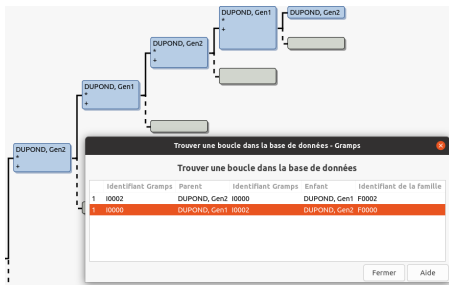 DUPOND, Gen1
*
+
DUPOND, Gen2
DUPOND, Gen2
*
+
DUPOND, Gen1
*
+
DUPOND, Gen2
*
+
Trouver une boucle dans la base de données - Gramps
Trouver une boucle dans la base de données
Identifiant Gramps Parent Identifiant Gramps Enfant Identifiant de la famille
1 I0002 DUPOND, Gen2 I0000 DUPOND, Gen1 F0002
1 I0000 DUPOND, Gen1 I0002 DUPOND, Gen2 F0000
Fermer Aide